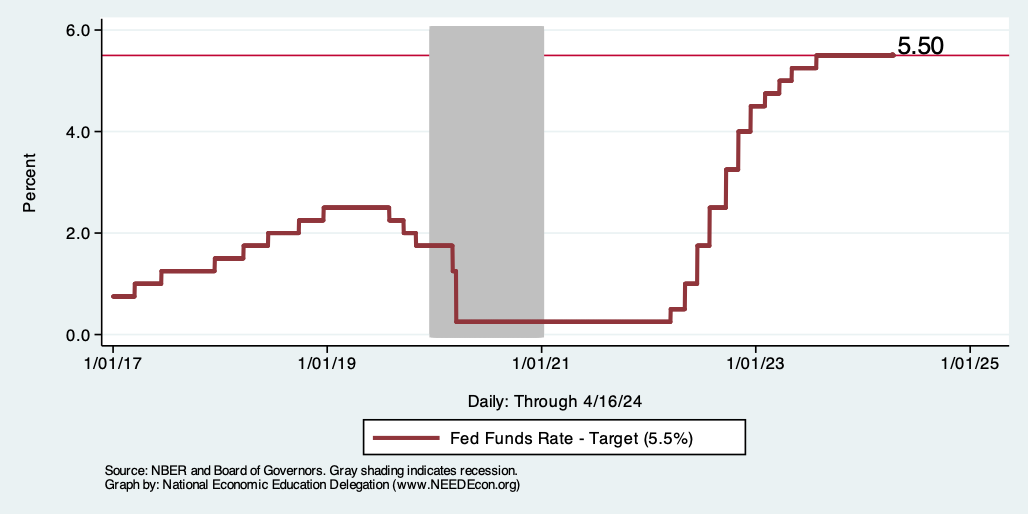 6.0
5.50
4.0
Percent
2.0
0.0
1/01/17 1/01/19 1/01/21 1/01/23 1/01/25
Daily: Through 4/16/24
Fed Funds Rate - Target (5.5%)
Source: NBER and Board of Governors. Gray shading indicates recession.
Graph by: National Economic Education Delegation (www.NEEDEcon.org)